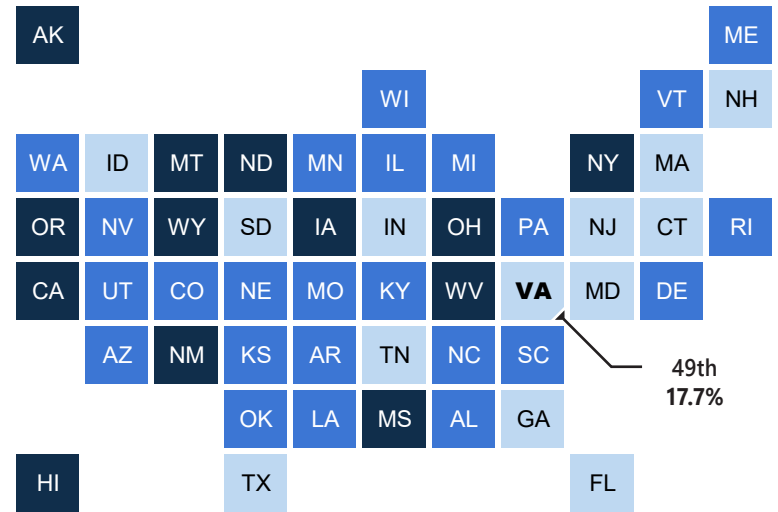 AK ME
WI VT NH
WA ID MT ND MN IL MI NY MA
OR NV WY SD IA IN OH PA NJ CT RI
CA UT CO NE MO KY WV VA MD DE
AZ NM KS AR TN NC SC
49th
17.7%
OK LA MS AL GA
HI TX FL